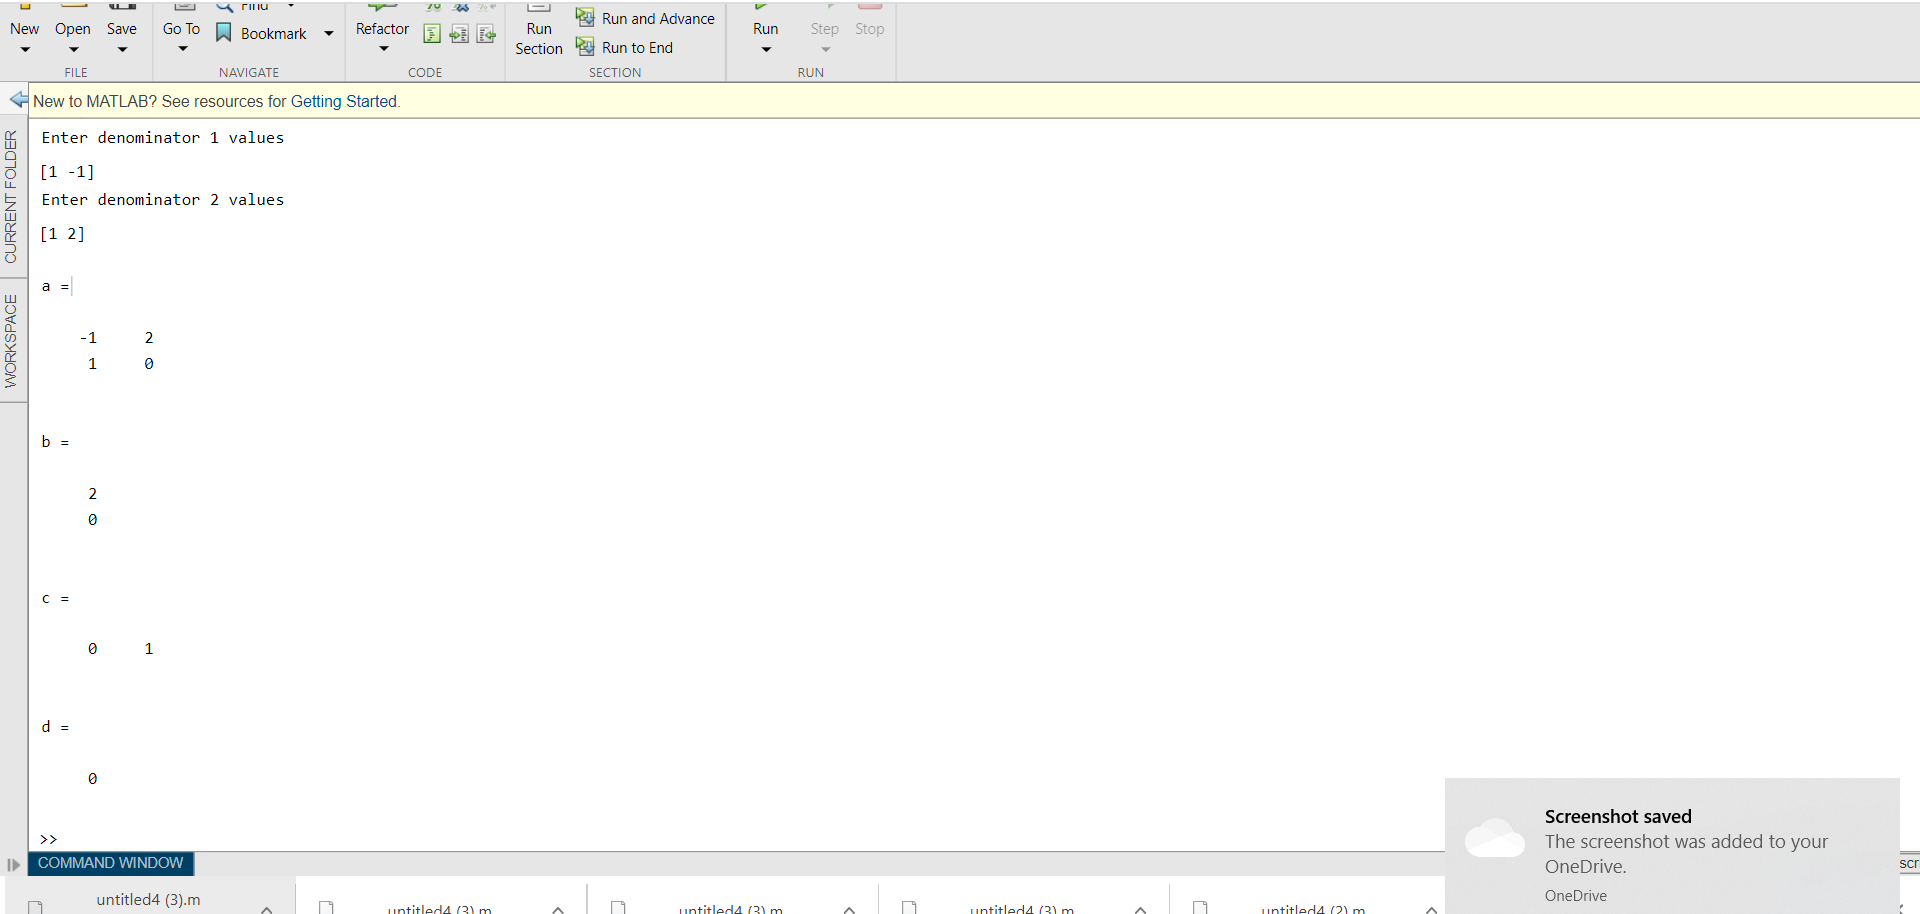 New Open Save Go To Find Bookmark Refactor Run Section Run and Advance Run to End Run Step Stop
FILE NAVIGATE CODE SECTION RUN
New to MATLAB? See resources for Getting Started.
CURRENT FOLDER
WORKSPACE
Enter denominator 1 values
[1 -1]
Enter denominator 2 values
[1 2]
a =
-1 2
1 0
b =
2
0
c =
0 1
d =
0
>>
COMMAND WINDOW
Screenshot saved
The screenshot was added to your
OneDrive.
OneDrive
scr
untitled4 (3).m untitled4 (3).m untitled4 (3).m untitled4 (3).m untitled4 (2).m